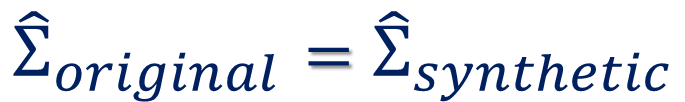 Σ̂original = Σ̂synthetic